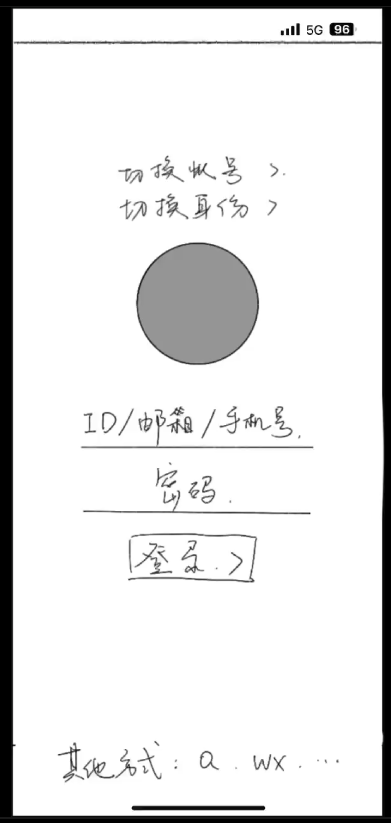 5G 96
切换帐号 >.
切换身份 >
ID/邮箱/手机号.
密码.
登录. >
其他方式: Q . wx . …